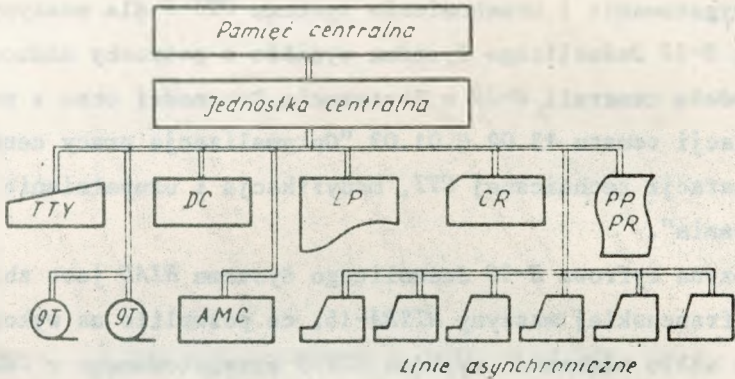 Pamięć centralna
Jednostka centralna
TTY
DC
LP
CR
PP
PR
9T
9T
AMC
Linie asynchroniczne